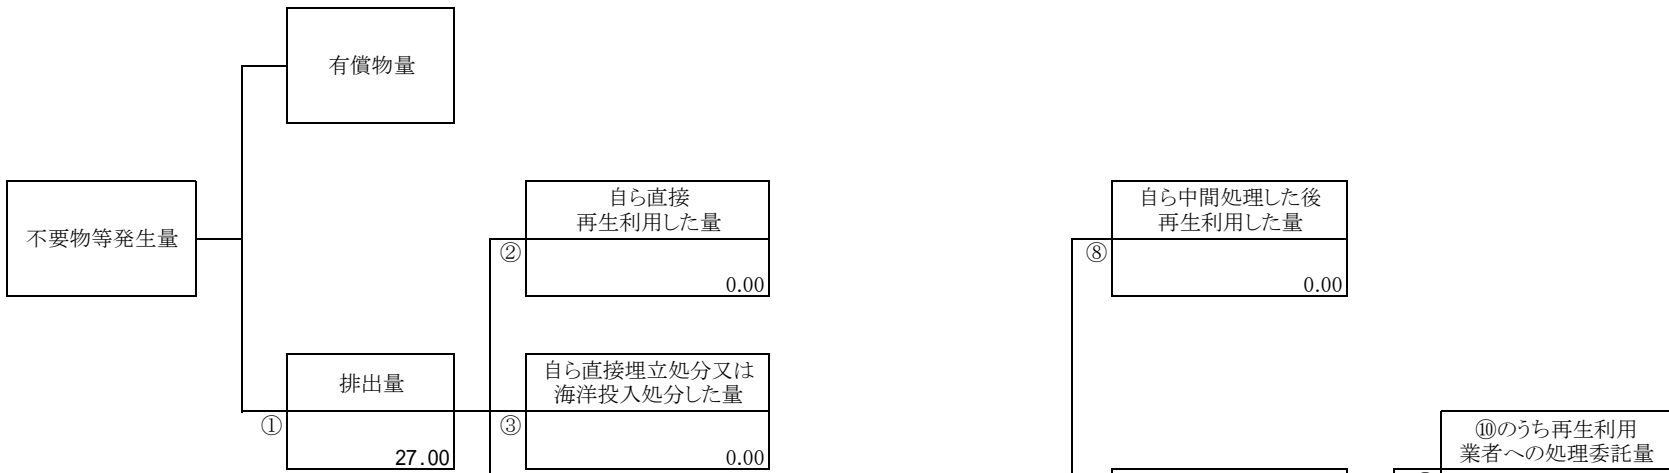 有償物量
不要物等発生量
自ら直接
再生利用した量
②
0.00
自ら中間処理した後
再生利用した量
⑧
0.00
排出量
①
27.00
自ら直接埋立処分又は
海洋投入処分した量
③
0.00
⑩のうち再生利用
業者への処理委託量